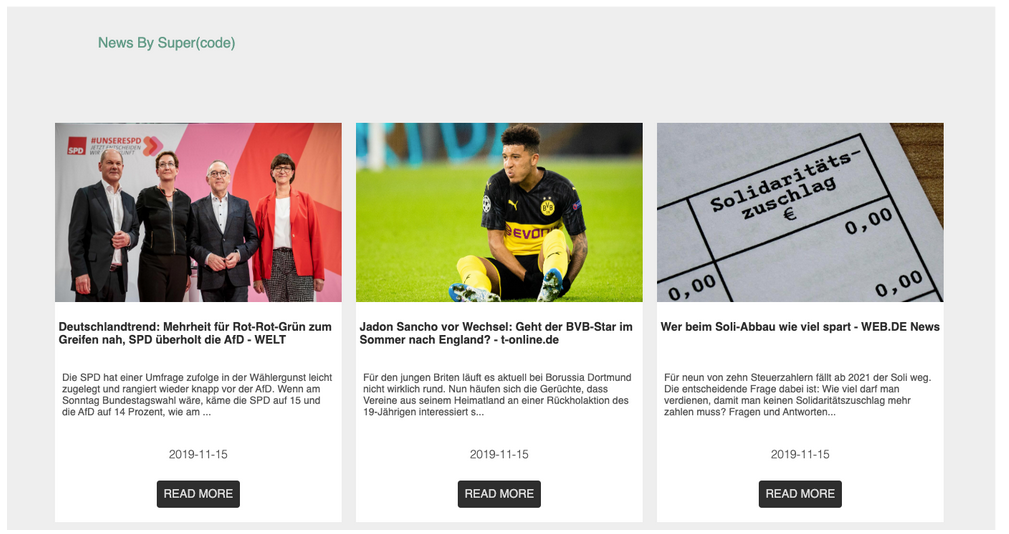 News By Super(code)
SPD
#UNSERESPD
JETZT ENTSCHEIDEN
Solidaritäts-
zuschlag
€
0,00
0,00
0,00
Deutschlandtrend: Mehrheit für Rot-Rot-Grün zum
Greifen nah, SPD überholt die AfD - WELT
Die SPD hat einer Umfrage zufolge in der Wählergunst leicht
zugelegt und rangiert wieder knapp vor der AfD. Wenn am
Sonntag Bundestagswahl wäre, käme die SPD auf 15 und
die AfD auf 14 Prozent, wie am ...
2019-11-15
READ MORE
BVB
09
EVONI
Jadon Sancho vor Wechsel: Geht der BVB-Star im
Sommer nach England? - t-online.de
Für den jungen Briten läuft es aktuell bei Borussia Dortmund
nicht wirklich rund. Nun häufen sich die Gerüchte, dass
Vereine aus seinem Heimatland an einer Rückholaktion des
19-Jährigen interessiert s...
2019-11-15
READ MORE
Wer beim Soli-Abbau wie viel spart - WEB.DE News
Für neun von zehn Steuerzahlern fällt ab 2021 der Soli weg.
Die entscheidende Frage dabei ist: Wie viel darf man
verdienen, damit man keinen Solidaritätszuschlag mehr
zahlen muss? Fragen und Antworten...
2019-11-15
READ MORE